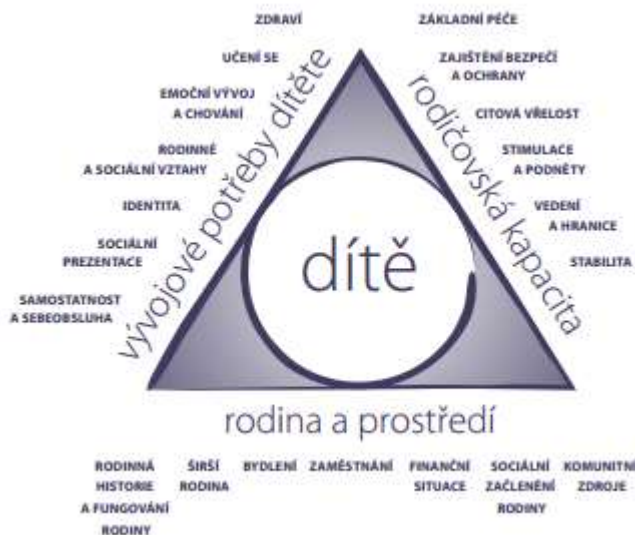 ZDRAVÍ
UČENÍ SE
EMOČNÍ VÝVOJ
A CHOVÁNÍ
RODINNÉ
A SOCIÁLNÍ VZTAHY
IDENTITA
SOCIÁLNÍ
PREZENTACE
SAMOSTATNOST
A SEBEOBSLUHA
vývojové potřeby dítěte
ZÁKLADNÍ PÉČE
ZAJIŠTĚNÍ BEZPEČÍ
A OCHRANY
CITOVÁ VŘELOST
STIMULACE
A PODNĚTY
VEDENÍ
A HRANICE
STABILITA
rodičovská kapacita
dítě
rodina a prostředí
RODINNÁ
HISTORIE
A FUNGOVÁNÍ
RODINY
ŠIRŠÍ
RODINA
BYDLENÍ
ZAMĚSTNÁNÍ
FINANČNÍ
SITUACE
SOCIÁLNÍ
ZAČLENĚNÍ
RODINY
KOMUNITNÍ
ZDROJE